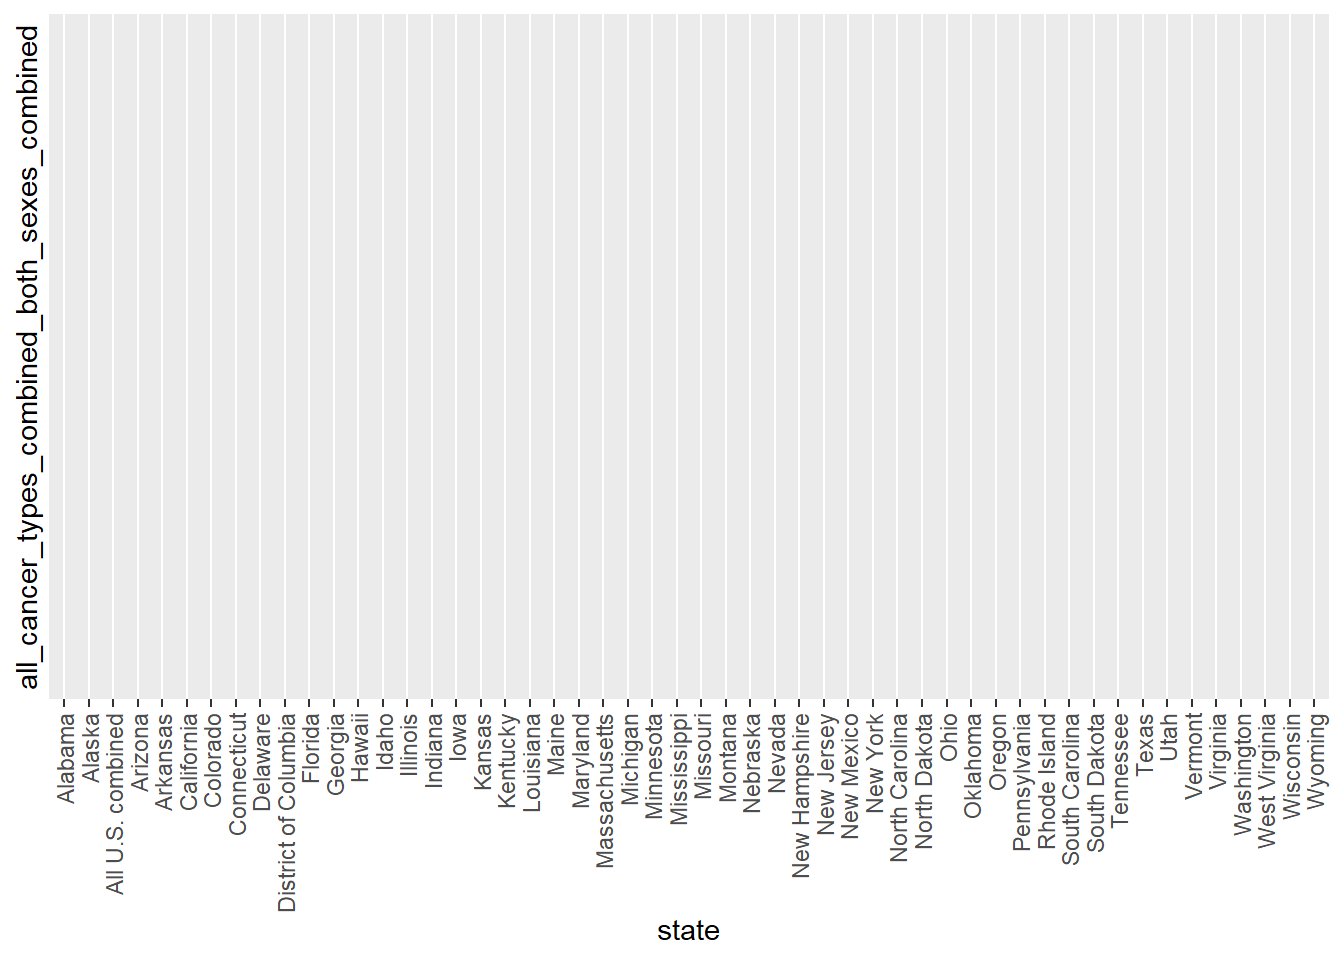 all_cancer_types_combined_both_sexes_combined
Alabama
Alaska
All U.S. combined
Arizona
Arkansas
California
Colorado
Connecticut
Delaware
District of Columbia
Florida
Georgia
Hawaii
Idaho
Illinois
Indiana
Iowa
Kansas
Kentucky
Louisiana
Maine
Maryland
Massachusetts
Michigan
Minnesota
Mississippi
Missouri
Montana
Nebraska
Nevada
New Hampshire
New Jersey
New Mexico
New York
North Carolina
North Dakota
Ohio
Oklahoma
Oregon
Pennsylvania
Rhode Island
South Carolina
South Dakota
Tennessee
Texas
Utah
Vermont
Virginia
Washington
West Virginia
Wisconsin
Wyoming
state